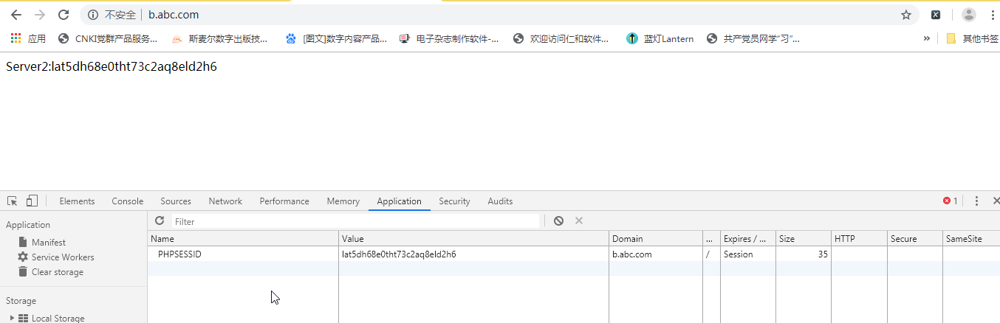 不安全 b.abc.com
应用 CNKI党群产品服务... 斯麦尔数字出版技... [图文]数字内容产品... 电子杂志制作软件-... 欢迎访问仁和软件... 蓝灯Lantern 共产党员网学“习”... » 其他书签
Server2:lat5dh68e0tht73c2aq8eld2h6
Elements Console Sources Network Performance Memory Application Security Audits 1
Application
Filter
Manifest
Service Workers
Clear storage
Storage
Local Storage
Name Value Domain ... Expires / ... Size HTTP Secure SameSite
PHPSESSID lat5dh68e0tht73c2aq8eld2h6 b.abc.com / Session 35